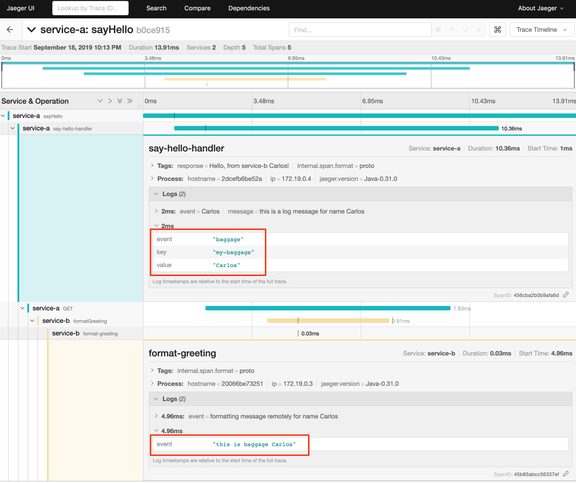 Jaeger UI Lookup by Trace ID... Search Compare Dependencies About Jaeger
service-a: sayHello b0ce915 Find... Trace Timeline
Trace Start September 18, 2019 10:13 PM Duration 13.91ms Services 2 Depth 5 Total Spans 5
0ms 3.48ms 6.95ms 10.43ms 13.91ms
Service & Operation 0ms 3.48ms 6.95ms 10.43ms 13.91ms
service-a sayHello
service-a say-hello-handler 10.36ms
say-hello-handler Service: service-a Duration: 10.36ms Start Time: 1ms
Tags: response = Hello, from service-b Carlos! internal.span.format = proto
Process: hostname = 2dcefb6be52a ip = 172.19.0.4 jaeger.version = Java-0.31.0
Logs (2)
2ms: event = Carlos message = this is a log message for name Carlos
2ms
event "baggage"
key "my-baggage"
value "Carlos"
Log timestamps are relative to the start time of the full trace.
SpanID:
service-a GET 7.83ms
service-b formatGreeting 3.91ms
service-b format-greeting 0.03ms
format-greeting Service: service-b Duration: 0.03ms Start Time: 4.96ms
Tags: internal.span.format = proto
Process: hostname = 20066be73251 ip = 172.19.0.3 jaeger.version = Java-0.31.0
Logs (2)
4.96ms: event = formatting message remotely for name Carlos
4.96ms
event "this is baggage Carlos"
Log timestamps are relative to the start time of the full trace.
SpanID: